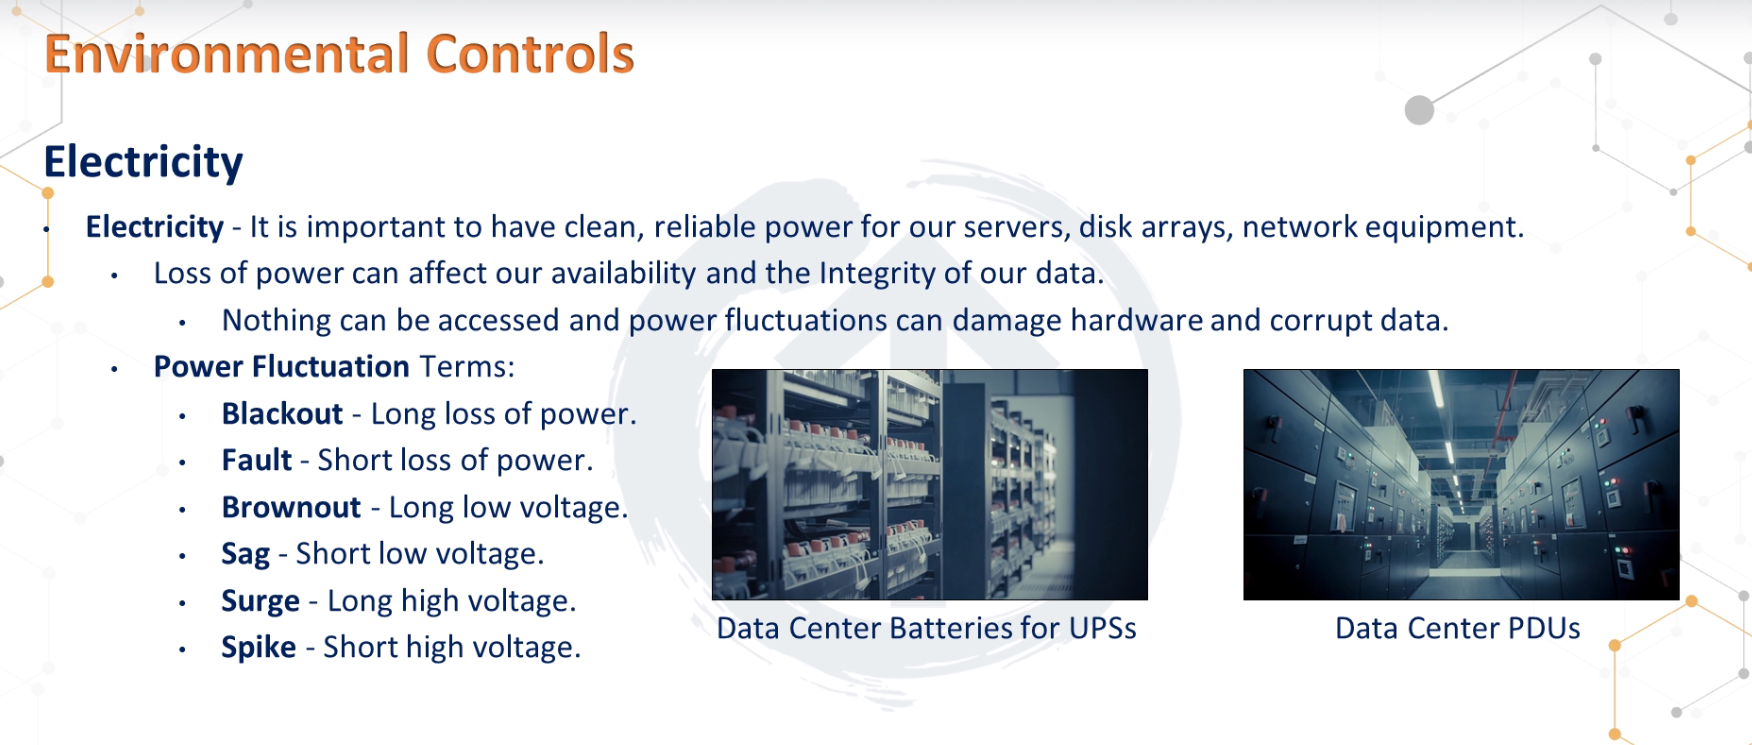 Environmental Controls
Electricity
• Electricity - It is important to have clean, reliable power for our servers, disk arrays, network equipment.
• Loss of power can affect our availability and the Integrity of our data.
• Nothing can be accessed and power fluctuations can damage hardware and corrupt data.
• Power Fluctuation Terms:
• Blackout - Long loss of power.
• Fault - Short loss of power.
• Brownout - Long low voltage.
• Sag - Short low voltage.
• Surge - Long high voltage.
• Spike - Short high voltage.
Data Center Batteries for UPSs
Data Center PDUs